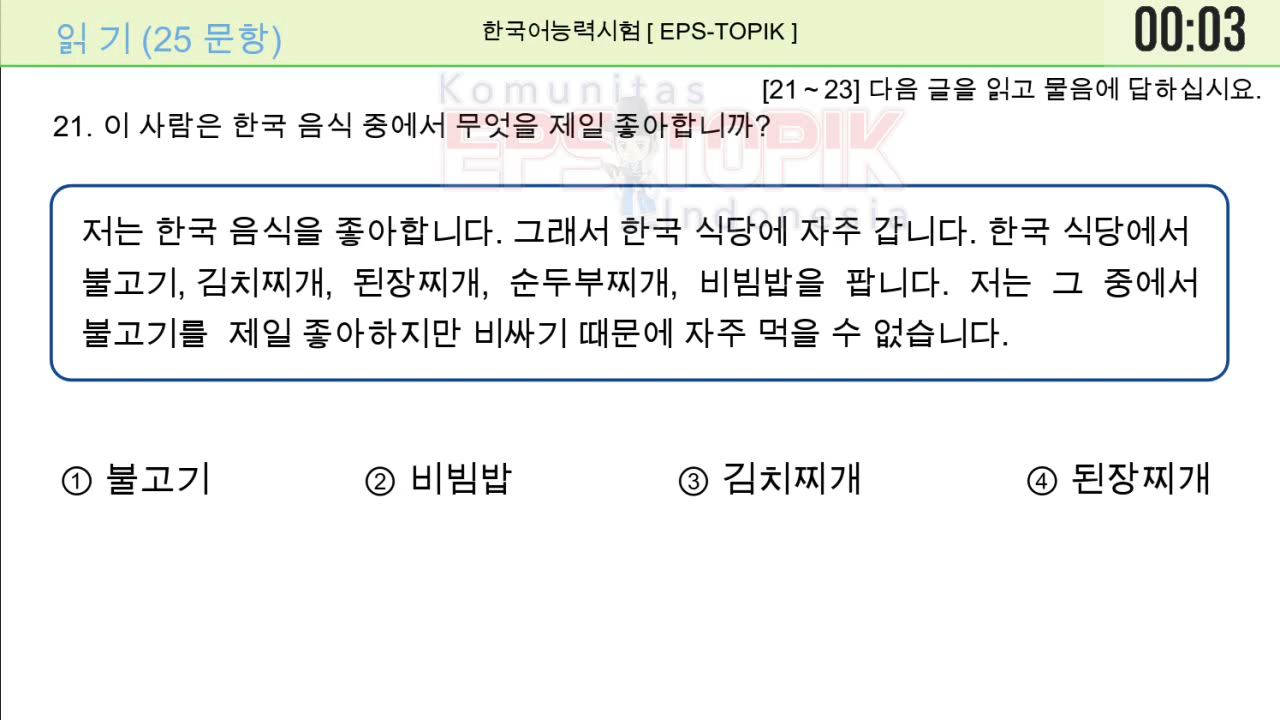 읽 기 (25 문항)
한국어능력시험 [ EPS-TOPIK ]
00:03
Komunitas
EPS TOPIK
Indonesia
[21 ~ 23] 다음 글을 읽고 물음에 답하십시요.
21. 이 사람은 한국 음식 중에서 무엇을 제일 좋아합니까?
저는 한국 음식을 좋아합니다. 그래서 한국 식당에 자주 갑니다. 한국 식당에서
불고기, 김치찌개, 된장찌개, 순두부찌개, 비빔밥을 팝니다. 저는 그 중에서
불고기를 제일 좋아하지만 비싸기 때문에 자주 먹을 수 없습니다.
① 불고기 ② 비빔밥 ③ 김치찌개 ④ 된장찌개